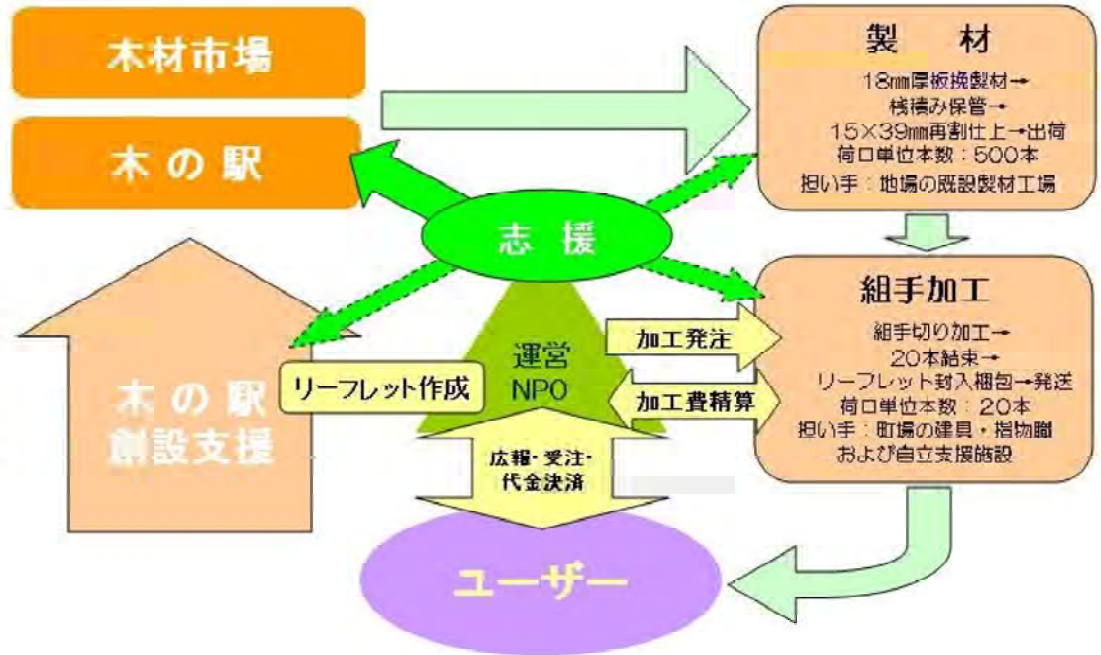 木材市場
木の駅
製　材
18㎜厚板挽製材→
桟積み保管→
15×39㎜再割仕上→出荷
荷口単位本数：500本
担い手：地場の既設製材工場
志 援
組手加工
組手切り加工→
20本結束→
リーフレット封入梱包→発送
荷口単位本数：20本
担い手：町場の建具・指物職
および自立支援施設
加工発注
加工費精算
運営
NPO
リーフレット作成
木 の 駅
創設支援
広報・受注・
代金決済
ユーザー